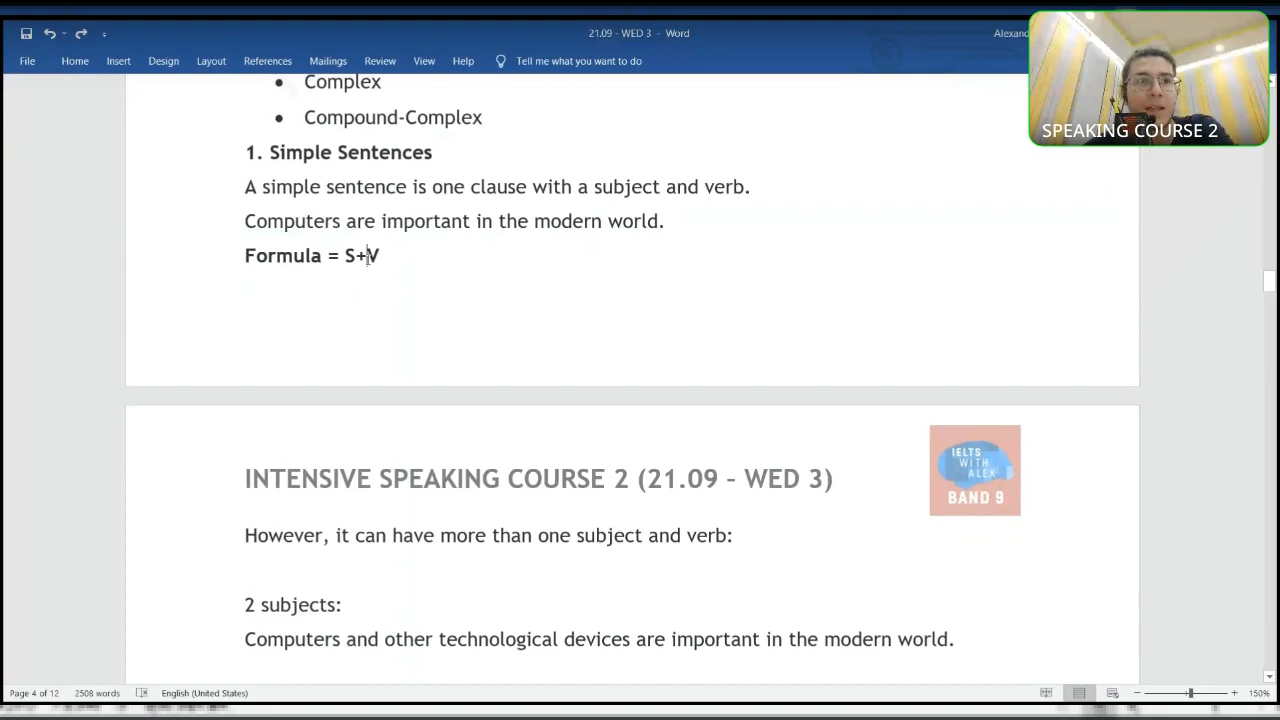 21.09 - WED 3 - Word
Alexand
File Home Insert Design Layout References Mailings Review View Help Tell me what you want to do
SPEAKING COURSE 2
• Complex
• Compound-Complex
1. Simple Sentences
A simple sentence is one clause with a subject and verb.
Computers are important in the modern world.
Formula = S+V
IELTS
WITH
ALEX
BAND 9
INTENSIVE SPEAKING COURSE 2 (21.09 – WED 3)
However, it can have more than one subject and verb:
2 subjects:
Computers and other technological devices are important in the modern world.
Page 4 of 12 2508 words English (United States) 150%